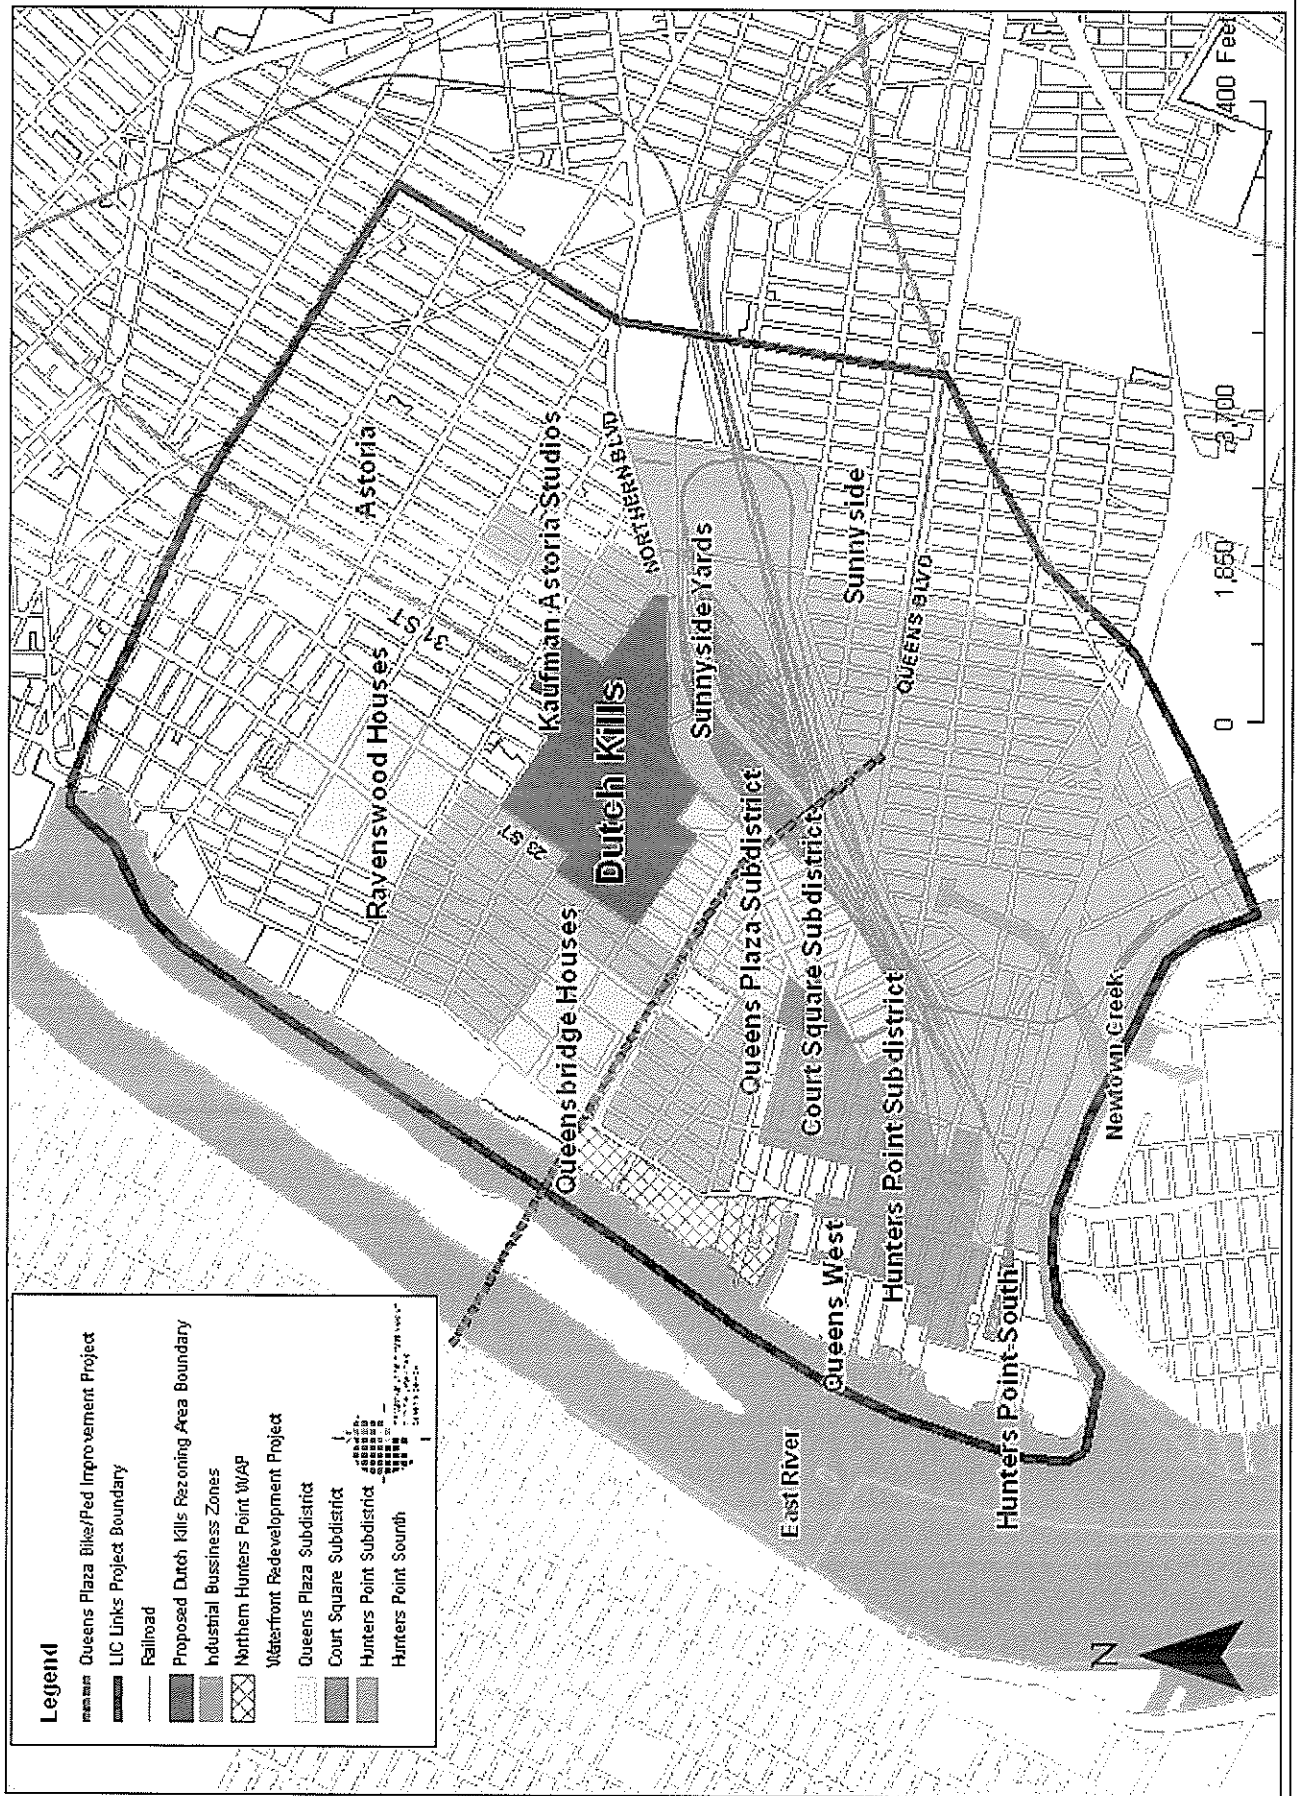 Legend
Queens Plaza Bike/Ped Improvement Project
LIC Links Project Boundary
Railroad
Proposed Dutch Kills Rezoning Area Boundary
Industrial Bussiness Zones
Northern Hunters Point WAP
Waterfront Redevelopment Project
Queens Plaza Subdistrict
Court Square Subdistrict
Hunters Point Subdistrict
Hunters Point Sounth
Astoria
Ravenswood Houses
31 ST
Kaufman Astoria Studios
NORTHERN BLVD
23 ST
Dutch Kills
Queensbridge Houses
Sunnyside Yards
Sunnyside
QUEENS BLVD
Queens Plaza Subdistrict
Court Square Subdistrict
Hunters Point Subdistrict
Queens West
East River
Hunters Point South
Newtown Creek
N
0 1,850 3,700 400 Feet